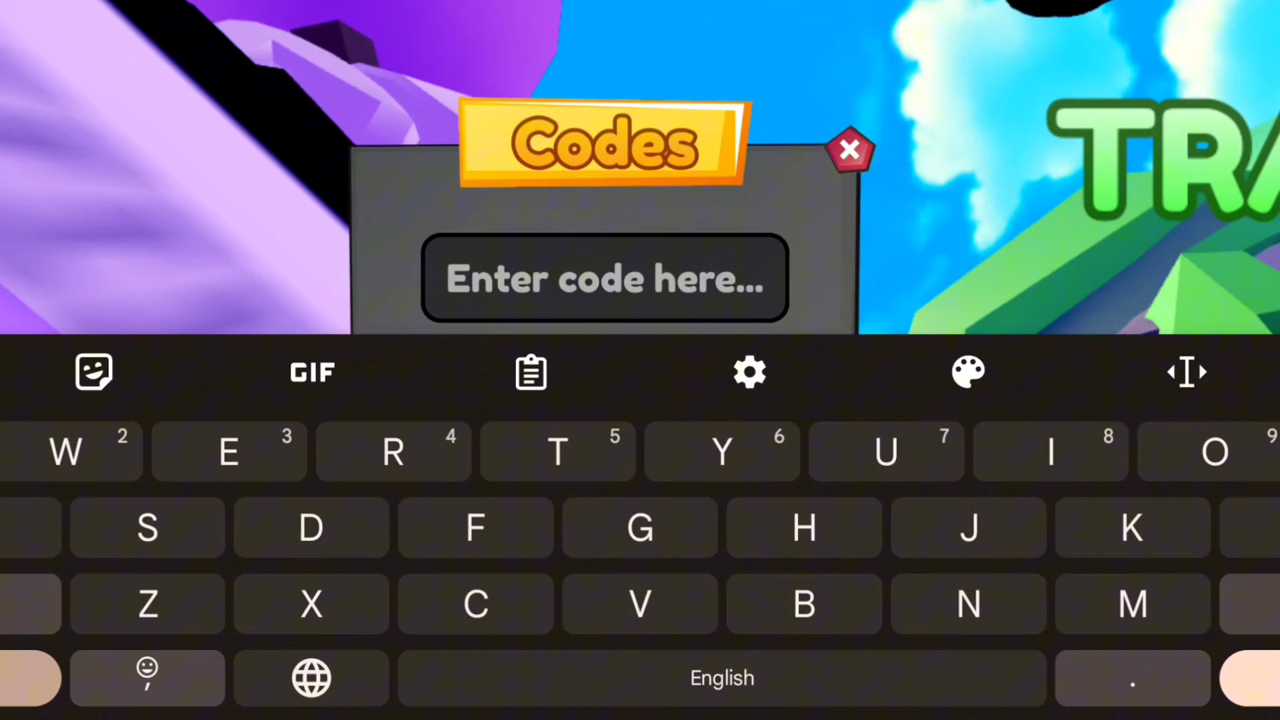 Codes
TRA
Enter code here...
GIF
W 2 E 3 R 4 T 5 Y 6 U 7 I 8 O 9
S D F G H J K
Z X C V B N M
, English .